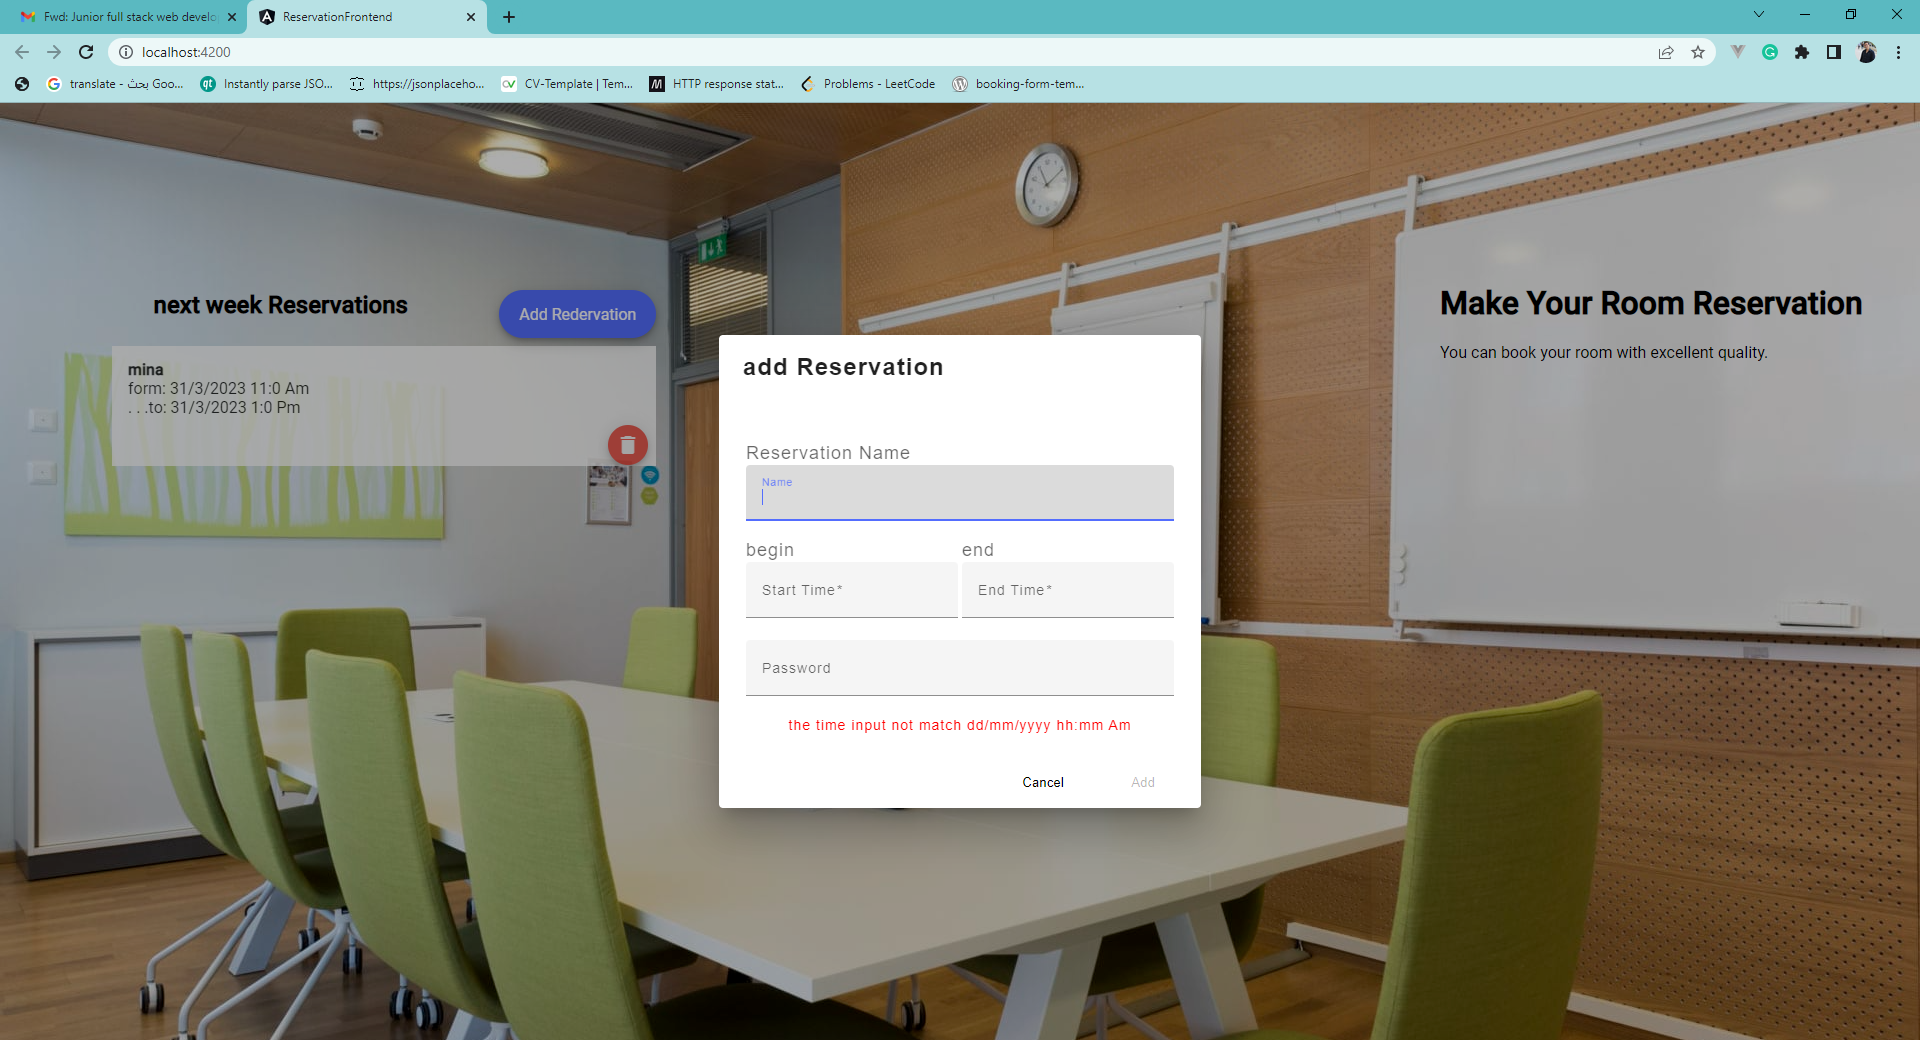 Fwd: Junior full stack web develo
ReservationFrontend
localhost:4200
translate - بحث Goo...
Instantly parse JSO...
https://jsonplaceho...
CV-Template | Tem...
HTTP response stat...
Problems - LeetCode
booking-form-tem...
next week Reservations
Add Redervation
mina
form: 31/3/2023 11:0 Am
. . .to: 31/3/2023 1:0 Pm
Make Your Room Reservation
You can book your room with excellent quality.
add Reservation
Reservation Name
Name
begin
end
Start Time*
End Time*
Password
the time input not match dd/mm/yyyy hh:mm Am
Cancel
Add